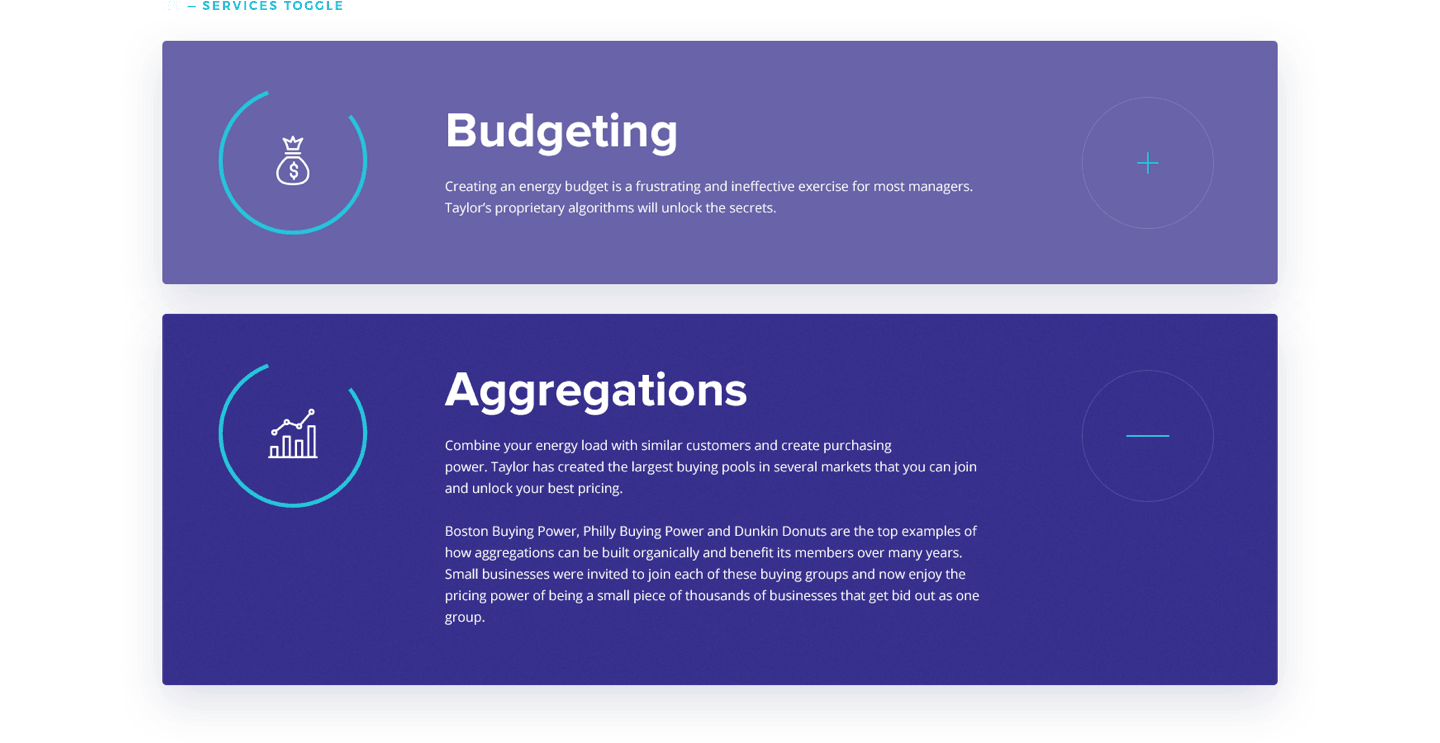 — SERVICES TOGGLE
Budgeting
Creating an energy budget is a frustrating and ineffective exercise for most managers.
Taylor’s proprietary algorithms will unlock the secrets.
Aggregations
Combine your energy load with similar customers and create purchasing
power. Taylor has created the largest buying pools in several markets that you can join
and unlock your best pricing.
Boston Buying Power, Philly Buying Power and Dunkin Donuts are the top examples of
how aggregations can be built organically and benefit its members over many years.
Small businesses were invited to join each of these buying groups and now enjoy the
pricing power of being a small piece of thousands of businesses that get bid out as one
group.